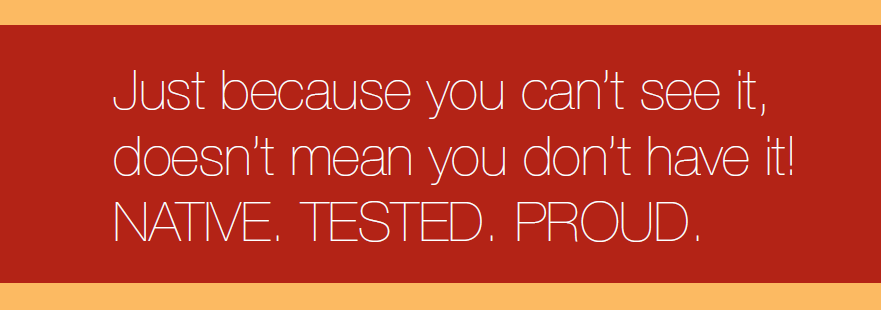 Just because you can’t see it,
doesn’t mean you don’t have it!
NATIVE. TESTED. PROUD.